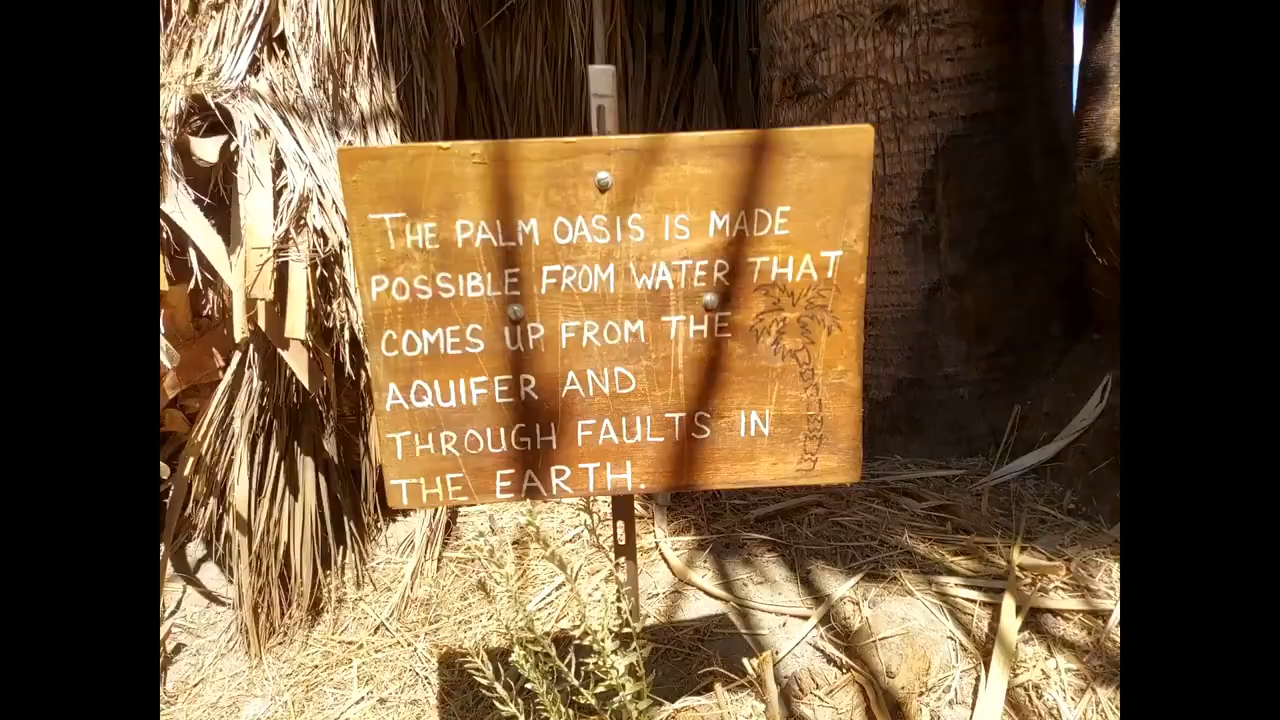 THE PALM OASIS IS MADE
POSSIBLE FROM WATER THAT
COMES UP FROM THE
AQUIFER AND
THROUGH FAULTS IN
THE EARTH.